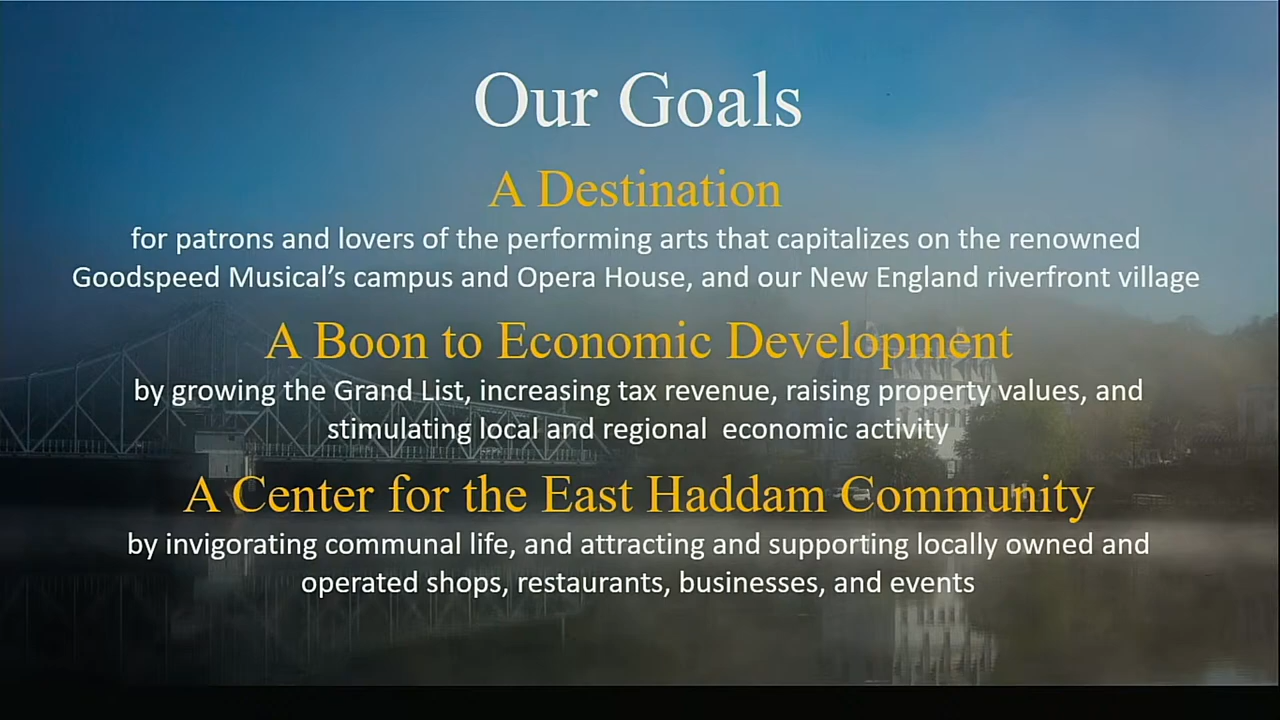 Our Goals
A Destination
for patrons and lovers of the performing arts that capitalizes on the renowned
Goodspeed Musical’s campus and Opera House, and our New England riverfront village
A Boon to Economic Development
by growing the Grand List, increasing tax revenue, raising property values, and
stimulating local and regional  economic activity
A Center for the East Haddam Community
by invigorating communal life, and attracting and supporting locally owned and
operated shops, restaurants, businesses, and events